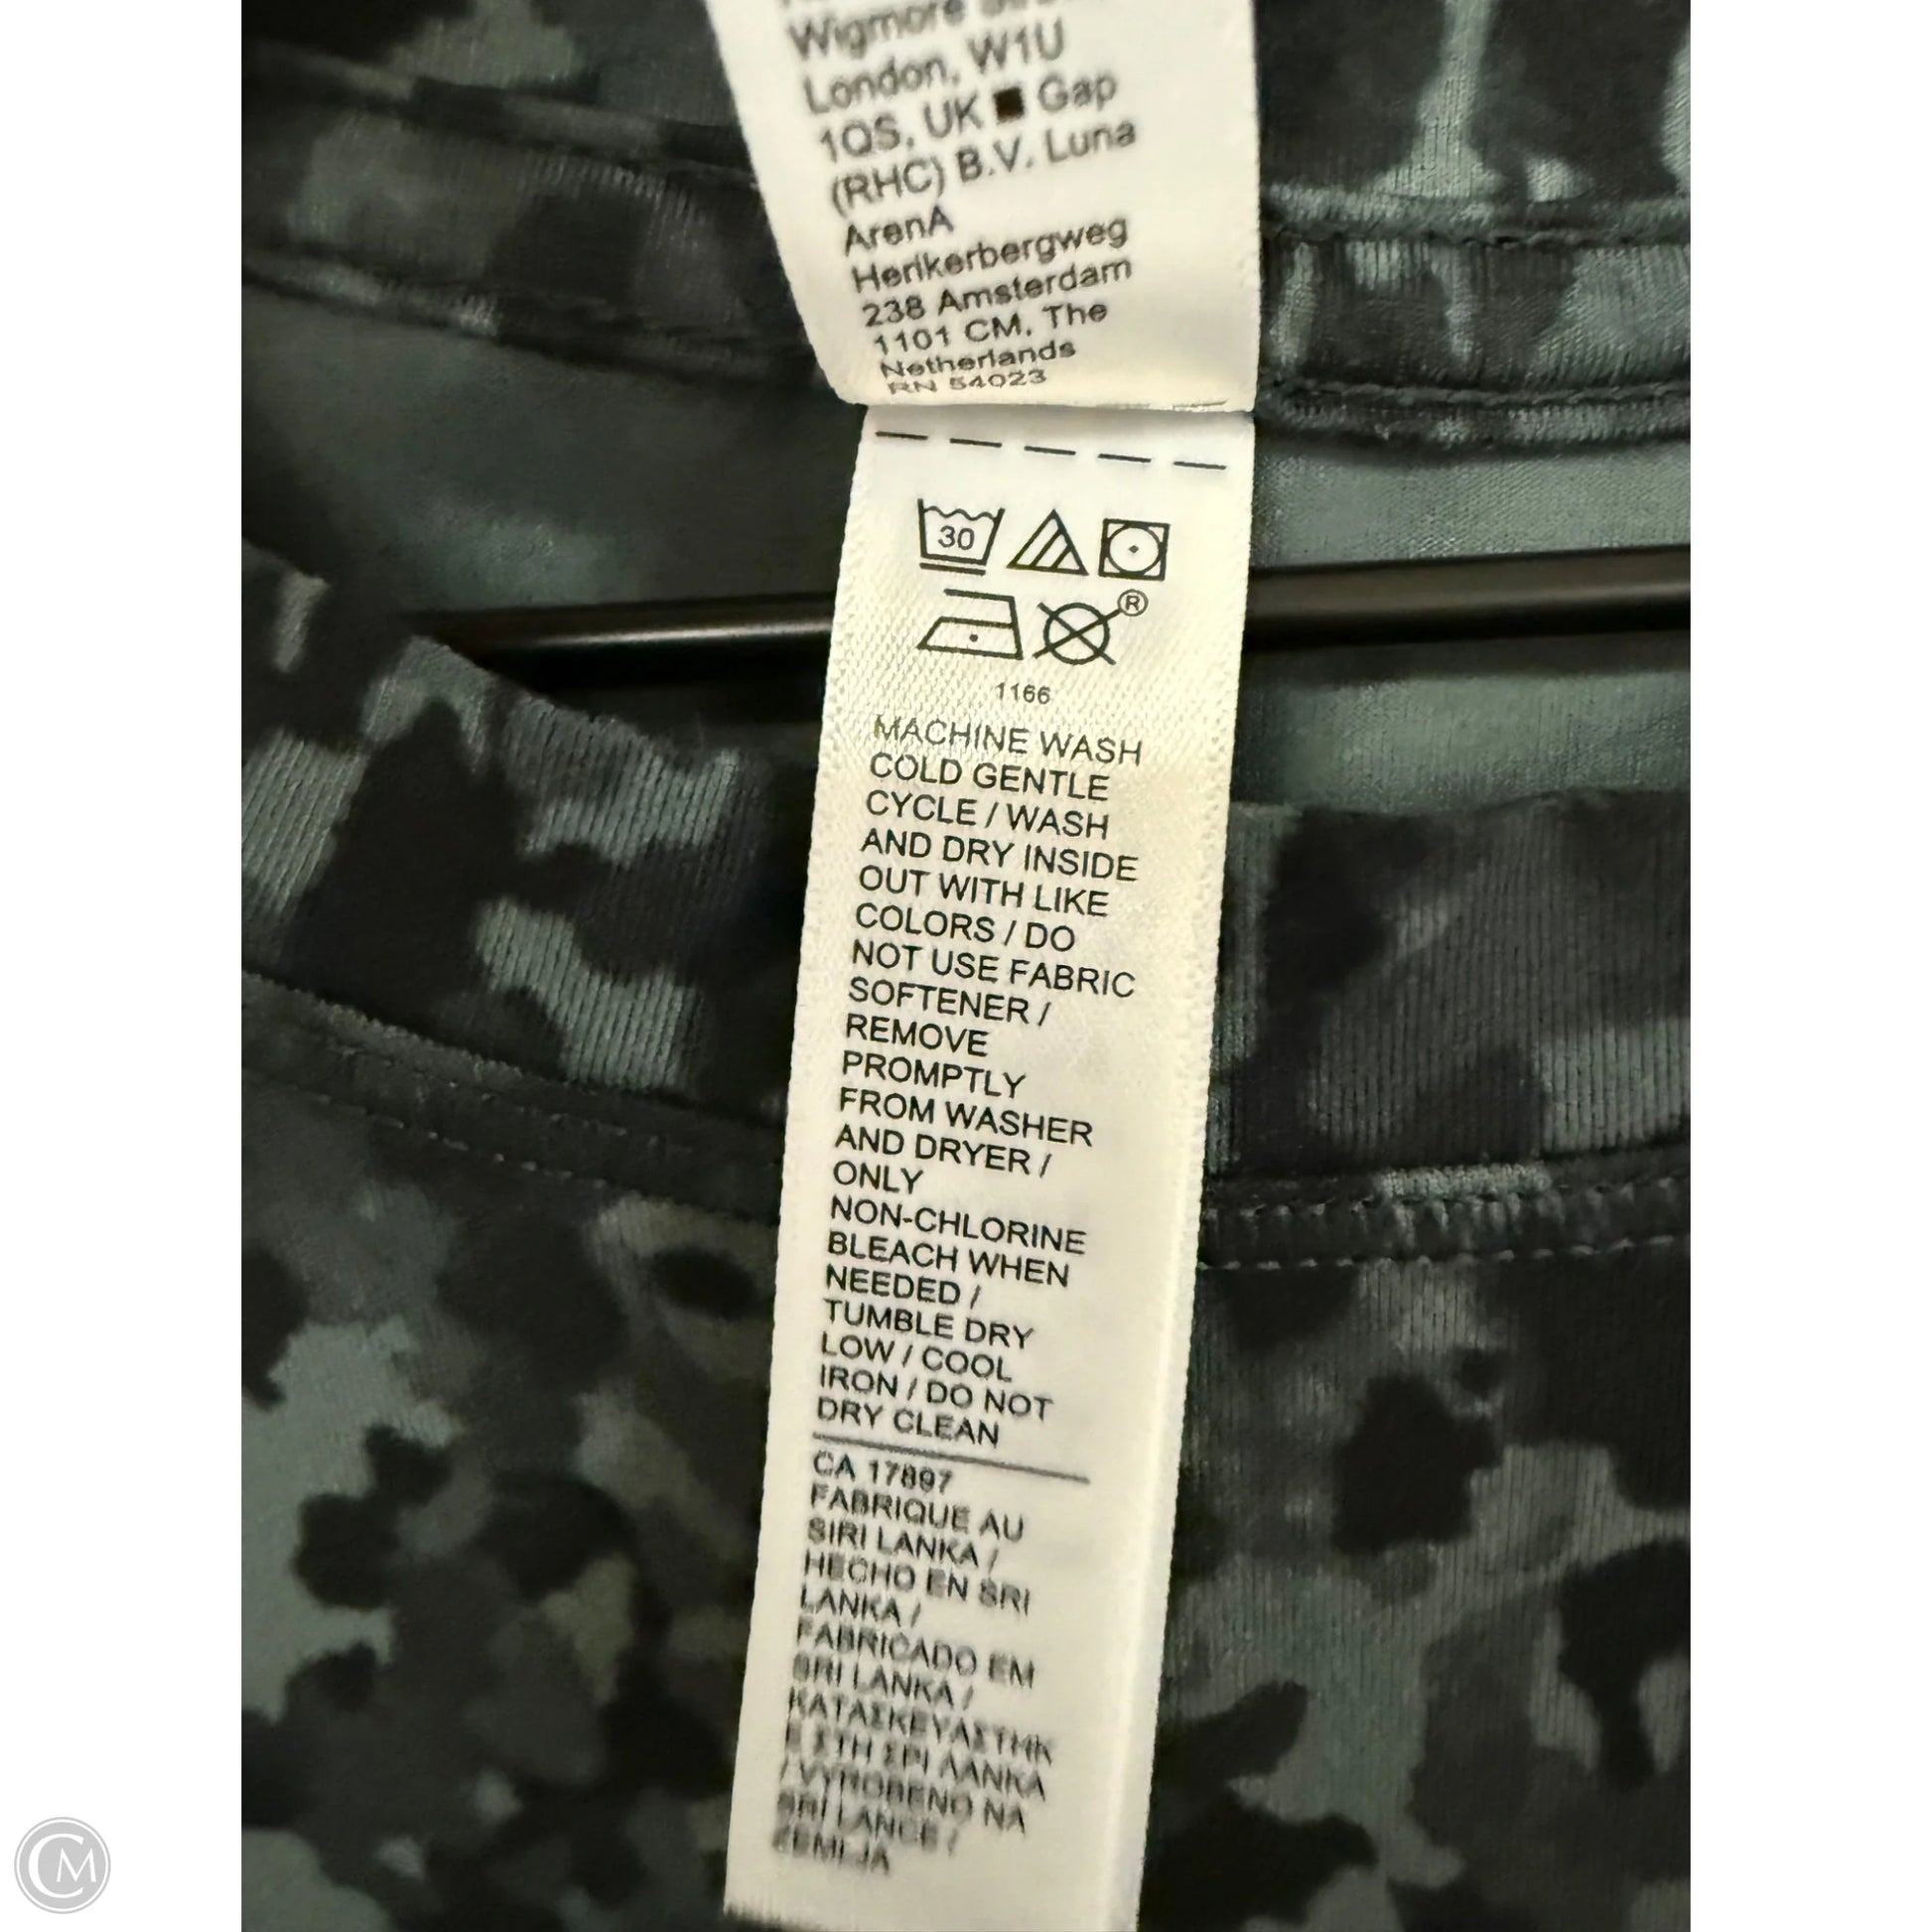 Wigmore
London, W1U
1QS, UK ■ Gap
(RHC) B.V. Luna
ArenA
Herikerbergweg
238 Amsterdam
1101 CM, The
Netherlands
RN 54023
30
®
1166
MACHINE WASH
COLD GENTLE
CYCLE / WASH
AND DRY INSIDE
OUT WITH LIKE
COLORS / DO
NOT USE FABRIC
SOFTENER /
REMOVE
PROMPTLY
FROM WASHER
AND DRYER /
ONLY
NON-CHLORINE
BLEACH WHEN
NEEDED /
TUMBLE DRY
LOW / COOL
IRON / DO NOT
DRY CLEAN
CA 17897
FABRIQUE AU
SIRI LANKA /
HECHO EN SRI
LANKA /
FABRICADO EM
SRI LANKA /
ΚΑΤΑΣΚΕΥΑΣΤΗΚ
Ε ΣΤΗ ΣΡΙ ΛΑΝΚΑ
/ VYROBENO NA
SRI LANCE /
ZEMLJA
CM